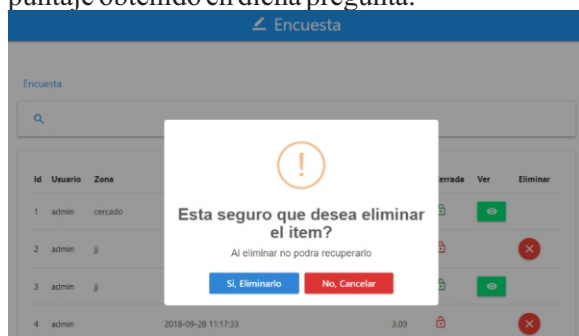 puntaje obtenido en dicha pregunta.
Encuesta
Encuesta
Id Usuario Zona errada Ver Eliminar
1 admin cercado
2 admin jj
3 admin jj
4 admin 2018-09-28 11:17:33 3.00
Esta seguro que desea eliminar
el item?
Al eliminar no podra recuperarlo
Si, Eliminarlo No, Cancelar